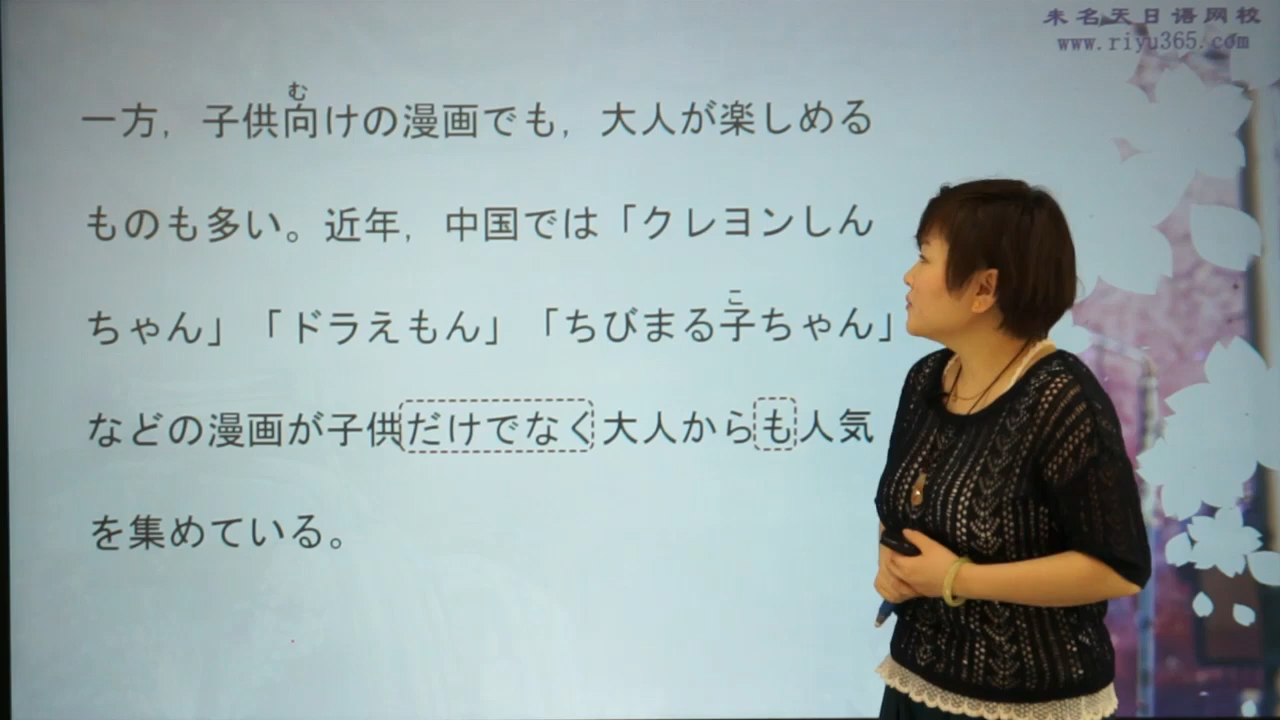 未名天日语网校
www.riyu365.com
む
一方，子供向けの漫画でも，大人が楽しめる
ものも多い。近年，中国では「クレヨンしん
こ
ちゃん」「ドラえもん」「ちびまる子ちゃん」
などの漫画が子供だけでなく大人からも人気
を集めている。